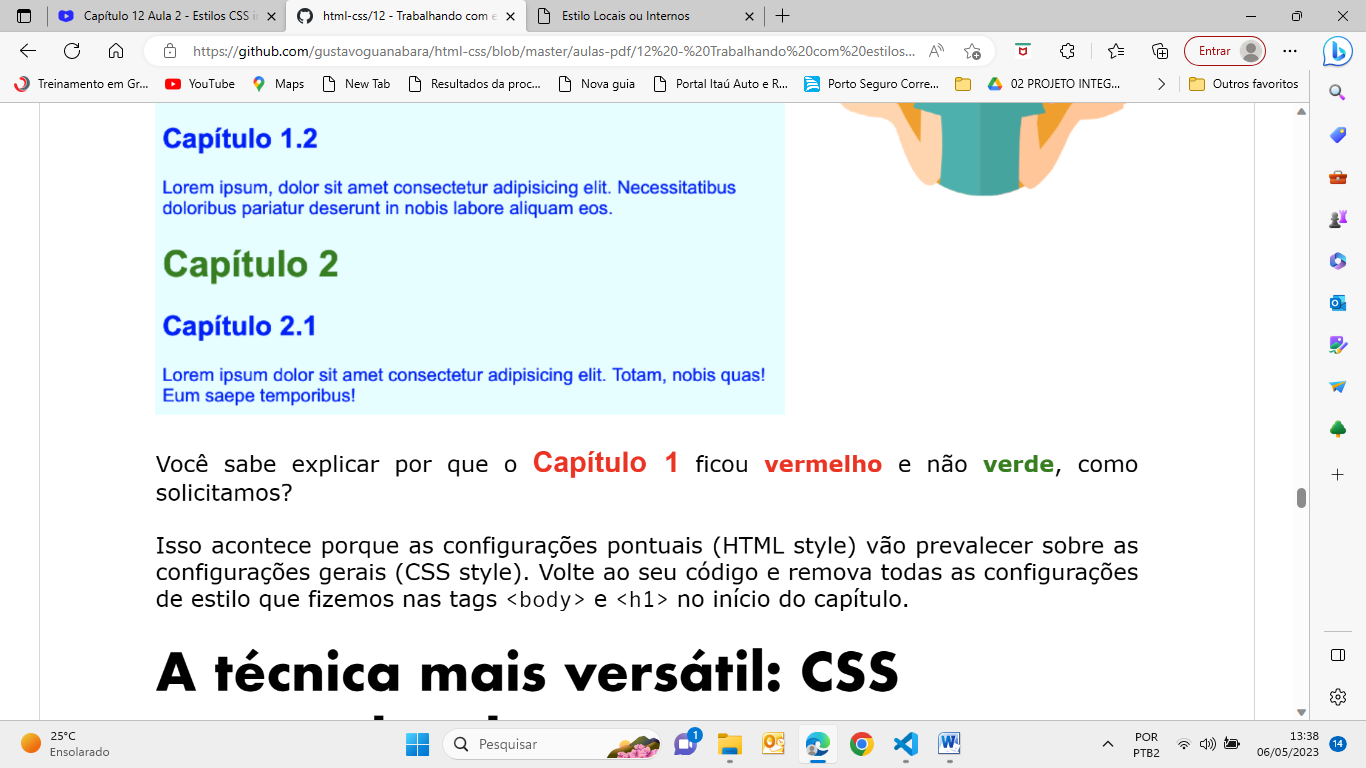 Capítulo 12 Aula 2 - Estilos CSS in
html-css/12 - Trabalhando com e
Estilo Locais ou Internos
https://github.com/gustavoguanabara/html-css/blob/master/aulas-pdf/12%20-%20Trabalhando%20com%20estilos...
Entrar
Treinamento em Gr...
YouTube
Maps
New Tab
Resultados da proc...
Nova guia
Portal Itaú Auto e R...
Porto Seguro Corre...
02 PROJETO INTEG...
Outros favoritos
Capítulo 1.2
Lorem ipsum, dolor sit amet consectetur adipisicing elit. Necessitatibus
doloribus pariatur deserunt in nobis labore aliquam eos.
Capítulo 2
Capítulo 2.1
Lorem ipsum dolor sit amet consectetur adipisicing elit. Totam, nobis quas!
Eum saepe temporibus!
Você sabe explicar por que o Capítulo 1 ficou vermelho e não verde, como
solicitamos?
Isso acontece porque as configurações pontuais (HTML style) vão prevalecer sobre as
configurações gerais (CSS style). Volte ao seu código e remova todas as configurações
de estilo que fizemos nas tags <body> e <h1> no início do capítulo.
A técnica mais versátil: CSS
25°C
Ensolarado
Pesquisar
1
POR
PTB2
13:38
06/05/2023
14